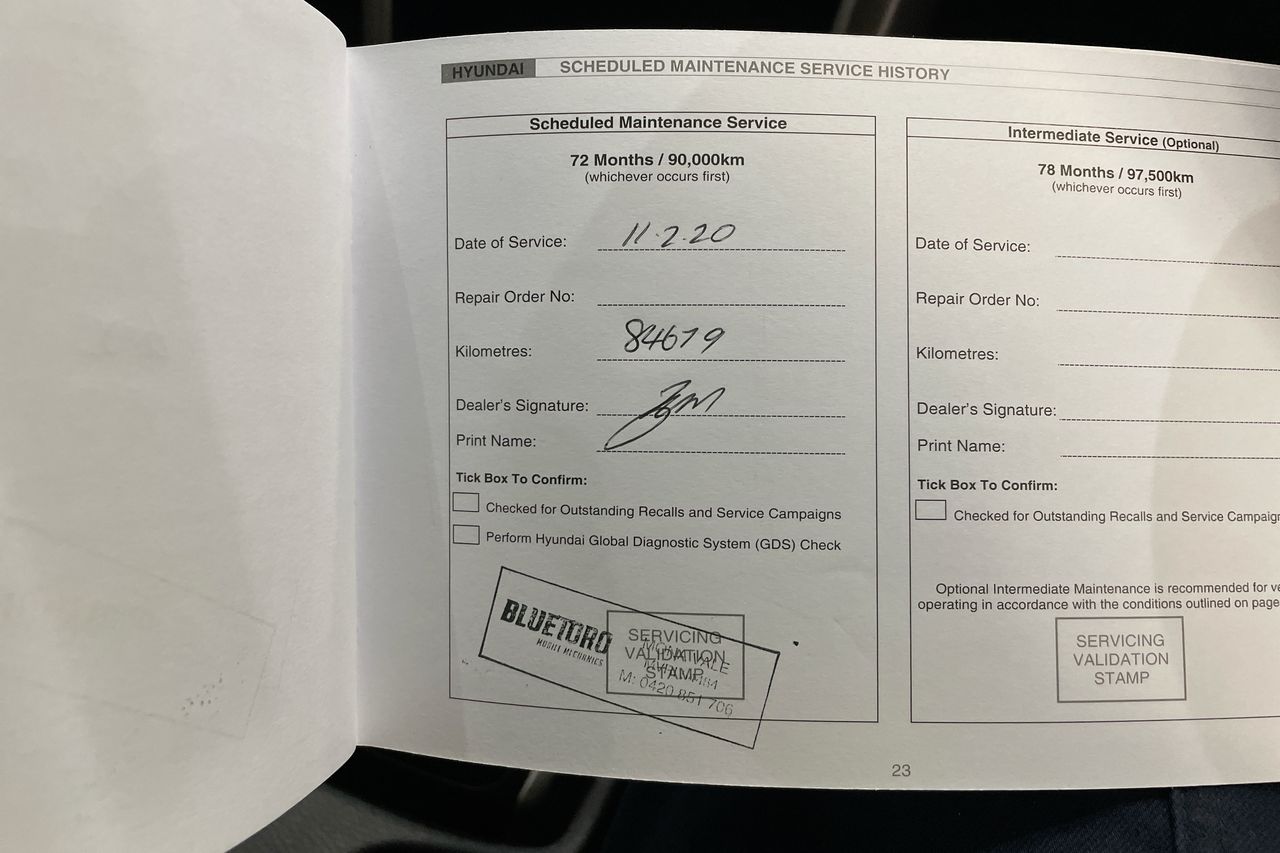 HYUNDAI SCHEDULED MAINTENANCE SERVICE HISTORY
Scheduled Maintenance Service
72 Months / 90,000km
(whichever occurs first)
Date of Service: 11.2.20
Repair Order No:
Kilometres: 84679
Dealer's Signature:
Print Name:
Tick Box To Confirm:
Checked for Outstanding Recalls and Service Campaigns
Perform Hyundai Global Diagnostic System (GDS) Check
BLUETORO
MOBILE MECHANICS
SERVICING
VALIDATION
STAMP
M: 0420 851 706
Intermediate Service (Optional)
78 Months / 97,500km
(whichever occurs first)
Date of Service:
Repair Order No:
Kilometres:
Dealer's Signature:
Print Name:
Tick Box To Confirm:
Checked for Outstanding Recalls and Service Campaign
Optional Intermediate Maintenance is recommended for ve
operating in accordance with the conditions outlined on page
SERVICING
VALIDATION
STAMP
23